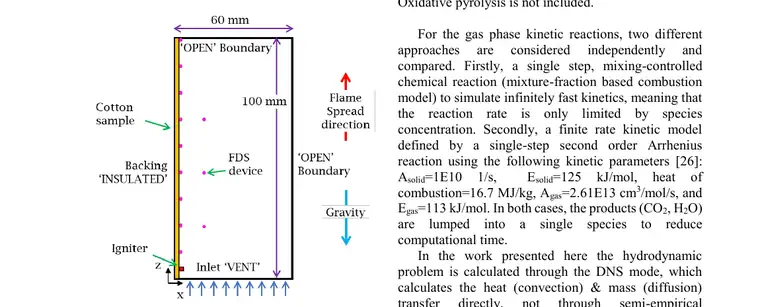 60 mm
'OPEN' Boundary
100 mm
Cotton
sample
Backing
'INSULATED'
Igniter
FDS
device
'OPEN'
Boundary
Flame
Spread
direction
Gravity
Inlet 'VENT'
z
x
Oxidative pyrolysis is not included.
For the gas phase kinetic reactions, two different
approaches are considered independently and
compared. Firstly, a single step, mixing-controlled
chemical reaction (mixture-fraction based combustion
model) to simulate infinitely fast kinetics, meaning that
the reaction rate is only limited by species
concentration. Secondly, a finite rate kinetic model
defined by a single-step second order Arrhenius
reaction using the following kinetic parameters [26]:
Asolid=1E10 1/s, Esolid=125 kJ/mol, heat of
combustion=16.7 MJ/kg, Agas=2.61E13 cm³/mol/s, and
Egas=113 kJ/mol. In both cases, the products (CO₂, H₂O)
are lumped into a single species to reduce
computational time.
In the work presented here the hydrodynamic
problem is calculated through the DNS mode, which
calculates the heat (convection) & mass (diffusion)
transfer directly, not through semi-empirical